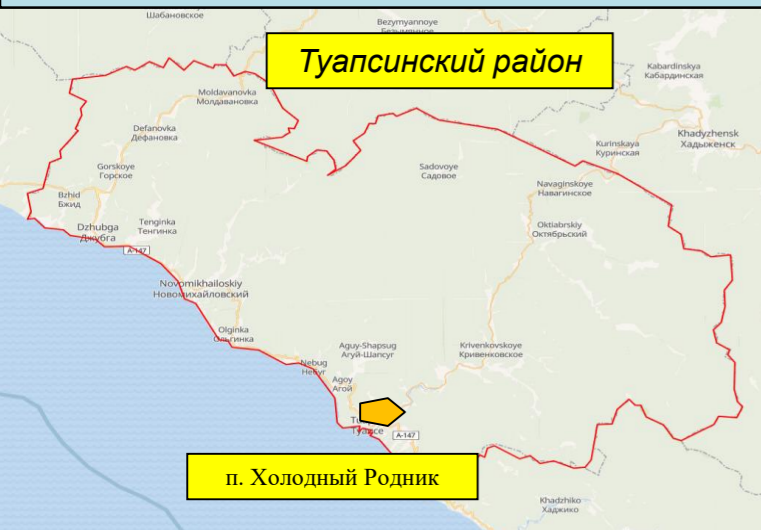 Шабановское
Bezymyannoye
Безымянное
Туапсинский район
Kabardinskya
Кабардинская
Moldavanovka
Молдавановка
Defanovka
Дефановка
Khadyzhensk
Хадыженск
Kurinskaya
Куринская
Gorskoye
Горское
Sadovoye
Садовое
Navaginskoye
Навагинское
Bzhid
Бжид
Dzhubga
Джубга
Tenginka
Тенгинка
Oktiabrskiy
Октябрьский
A-147
Novomikhailoskiy
Новомихайловский
Olginka
Ольгинка
Aguy-Shapsug
Агуй-Шапсуг
Krivenkovskoye
Кривенковское
Nebug
Небуг
Agoy
Агой
Туапсе
A-147
п. Холодный Родник
Khadzhiko
Хаджико